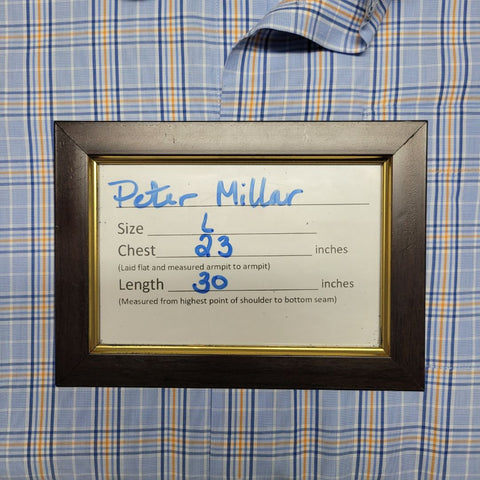 Peter Millar
Size L
Chest 23 inches
(Laid flat and measured armpit to armpit)
Length 30 inches
(Measured from highest point of shoulder to bottom seam)